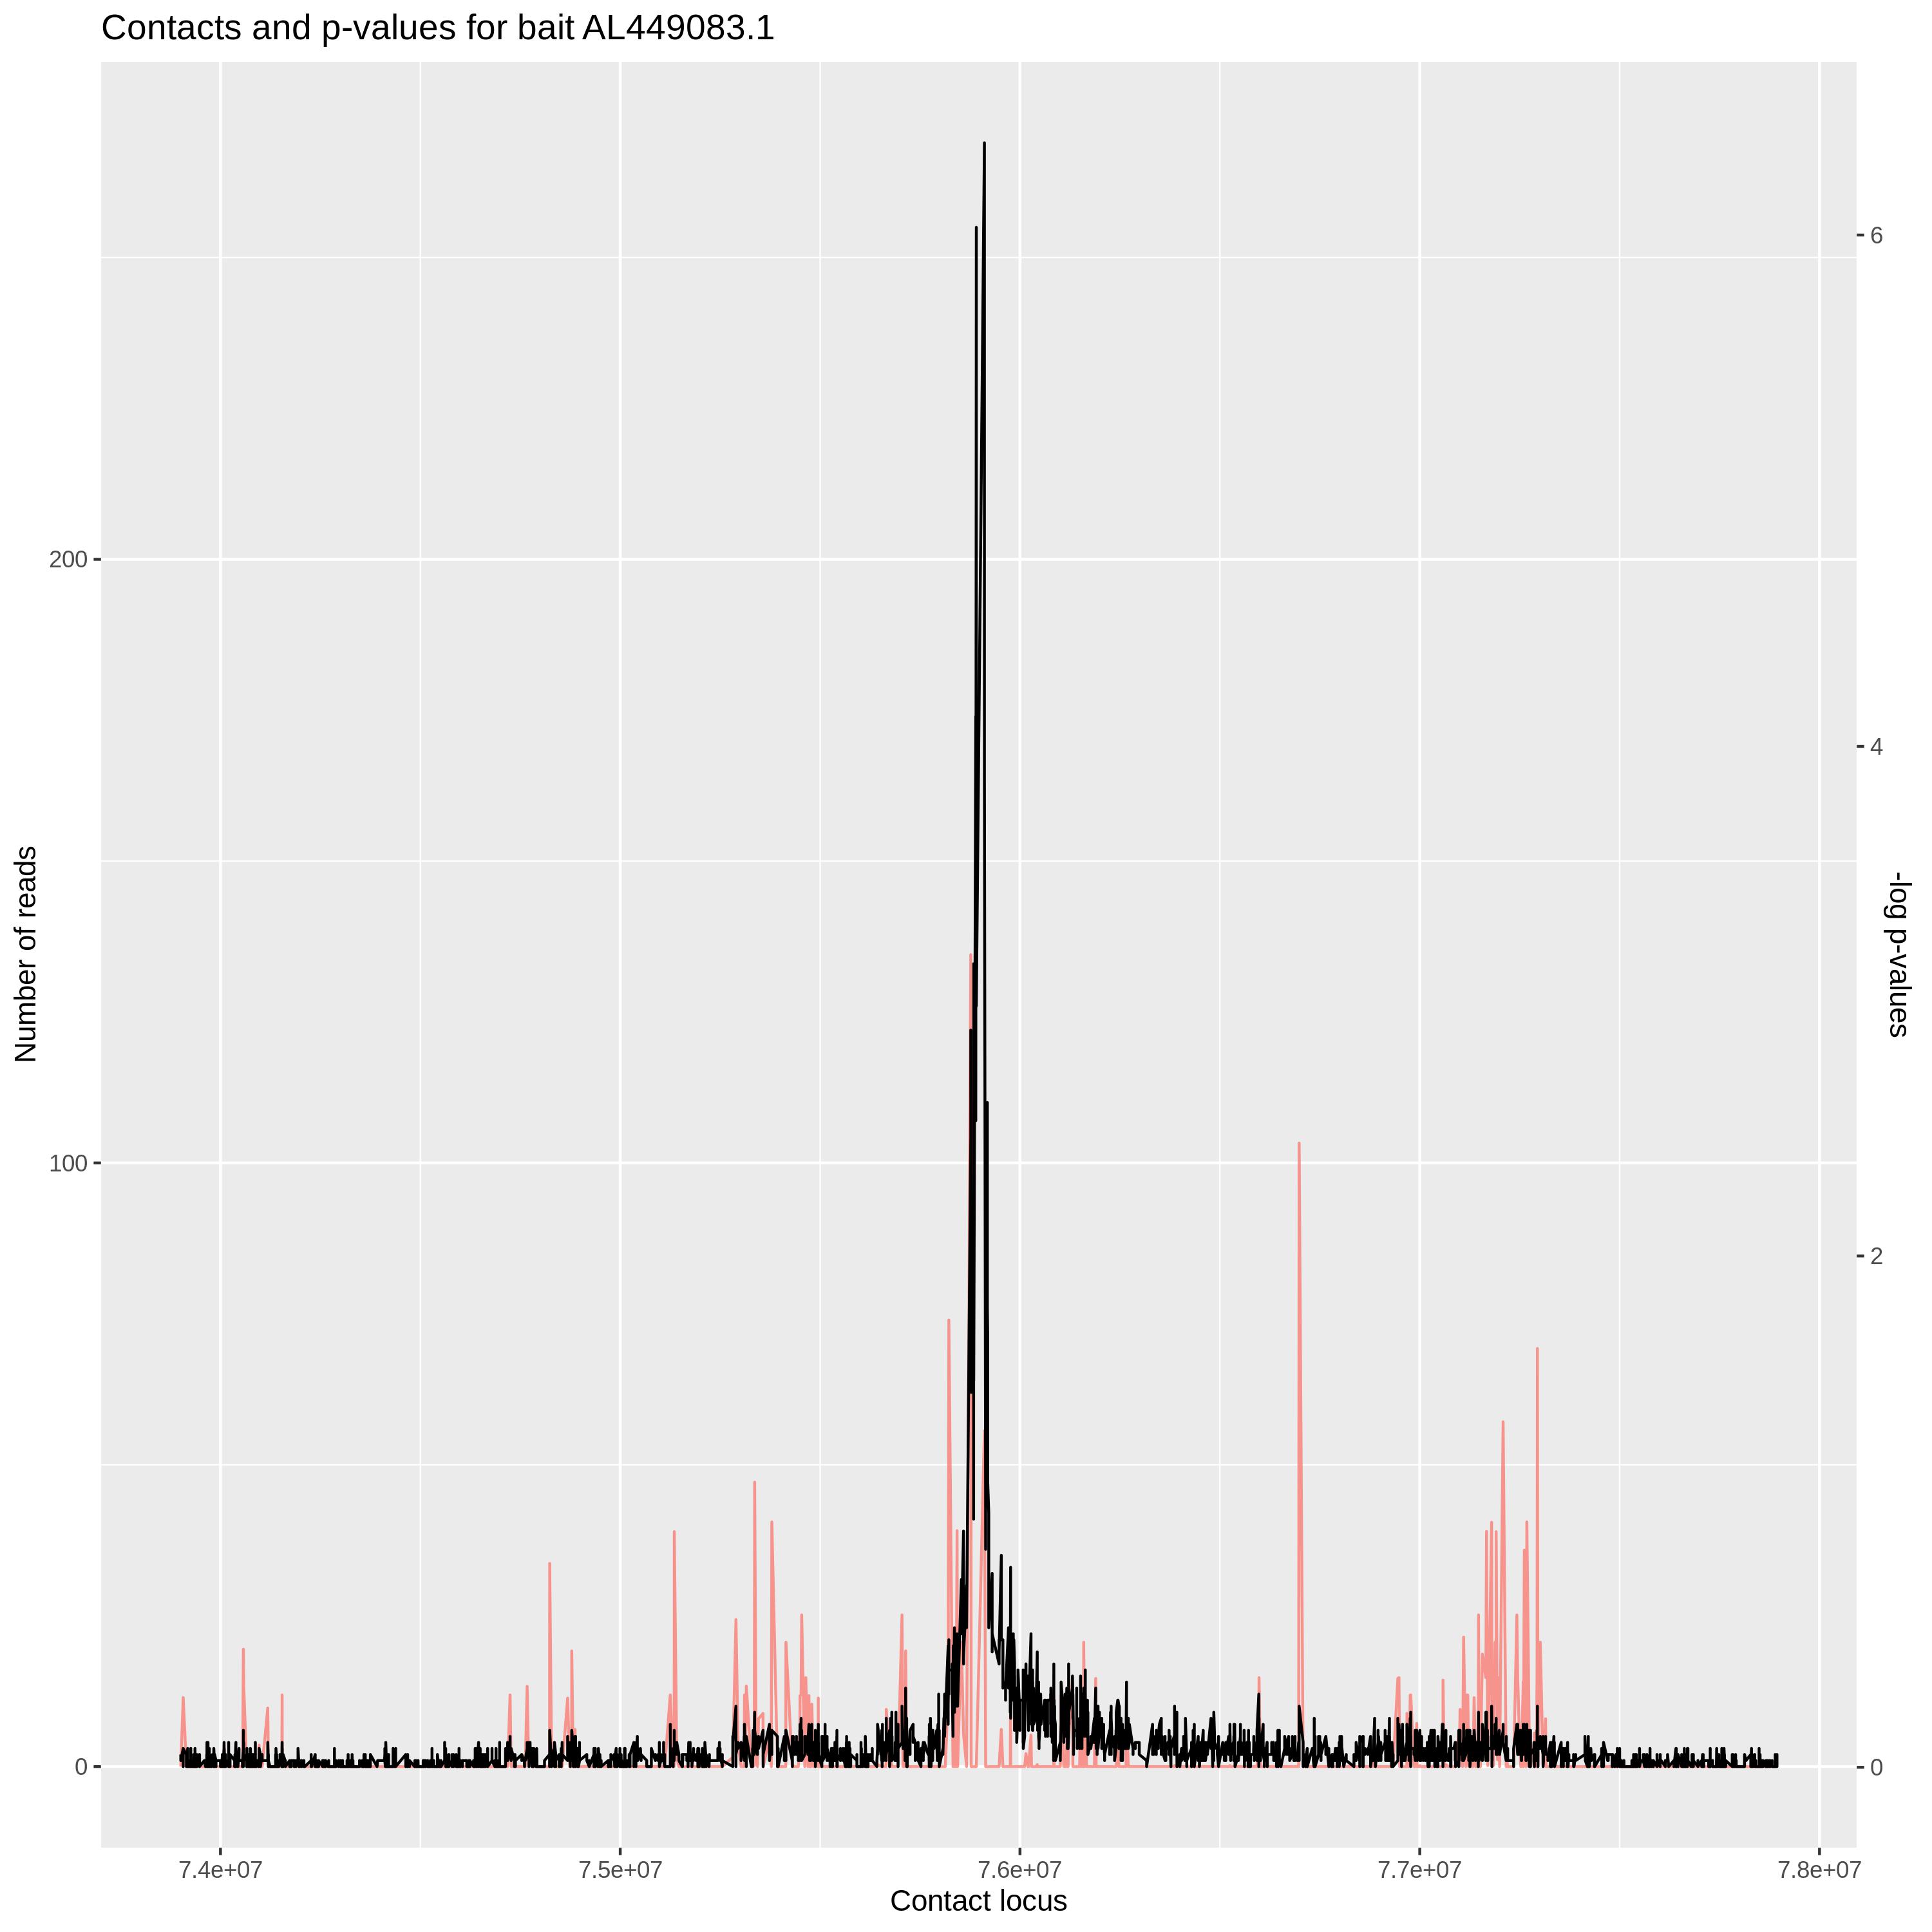 Contacts and p-values for bait AL449083.1
Number of reads
200
100
0
6
4
2
0
-log p-values
7.4e+07 7.5e+07 7.6e+07 7.7e+07 7.8e+07
Contact locus